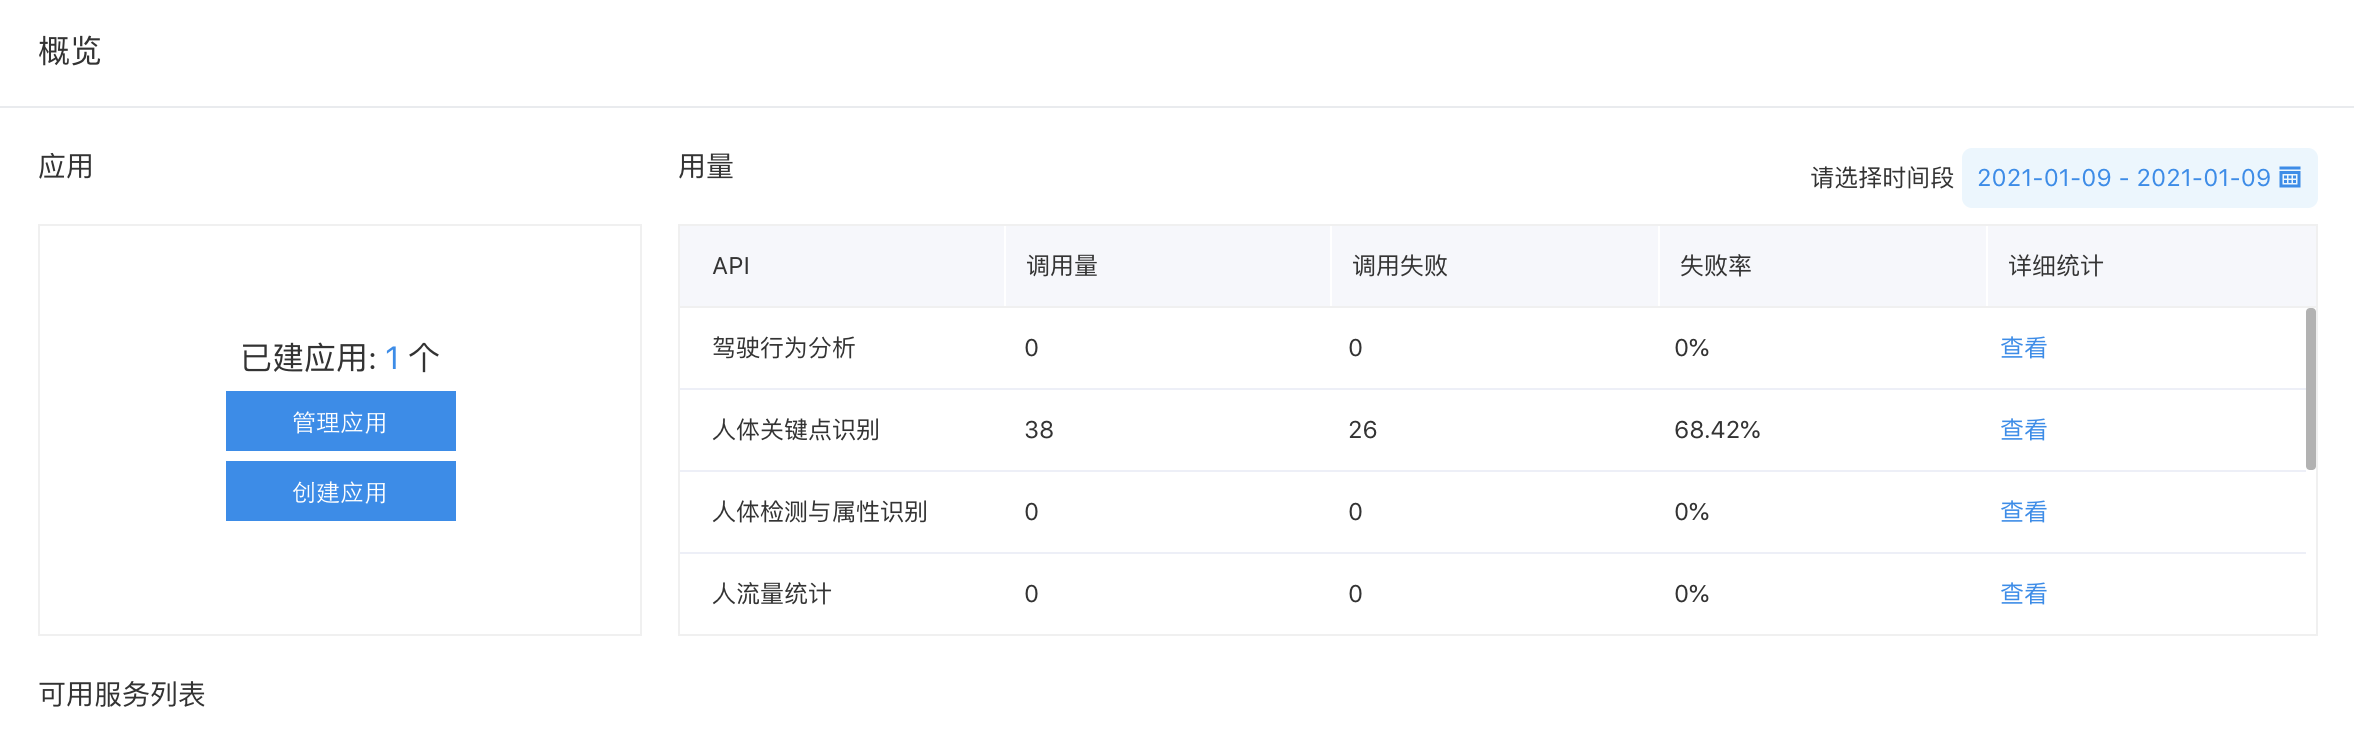 概览
应用
用量
请选择时间段 2021-01-09 - 2021-01-09
已建应用: 1 个
管理应用
创建应用
API 调用量 调用失败 失败率 详细统计
驾驶行为分析 0 0 0% 查看
人体关键点识别 38 26 68.42% 查看
人体检测与属性识别 0 0 0% 查看
人流量统计 0 0 0% 查看
可用服务列表